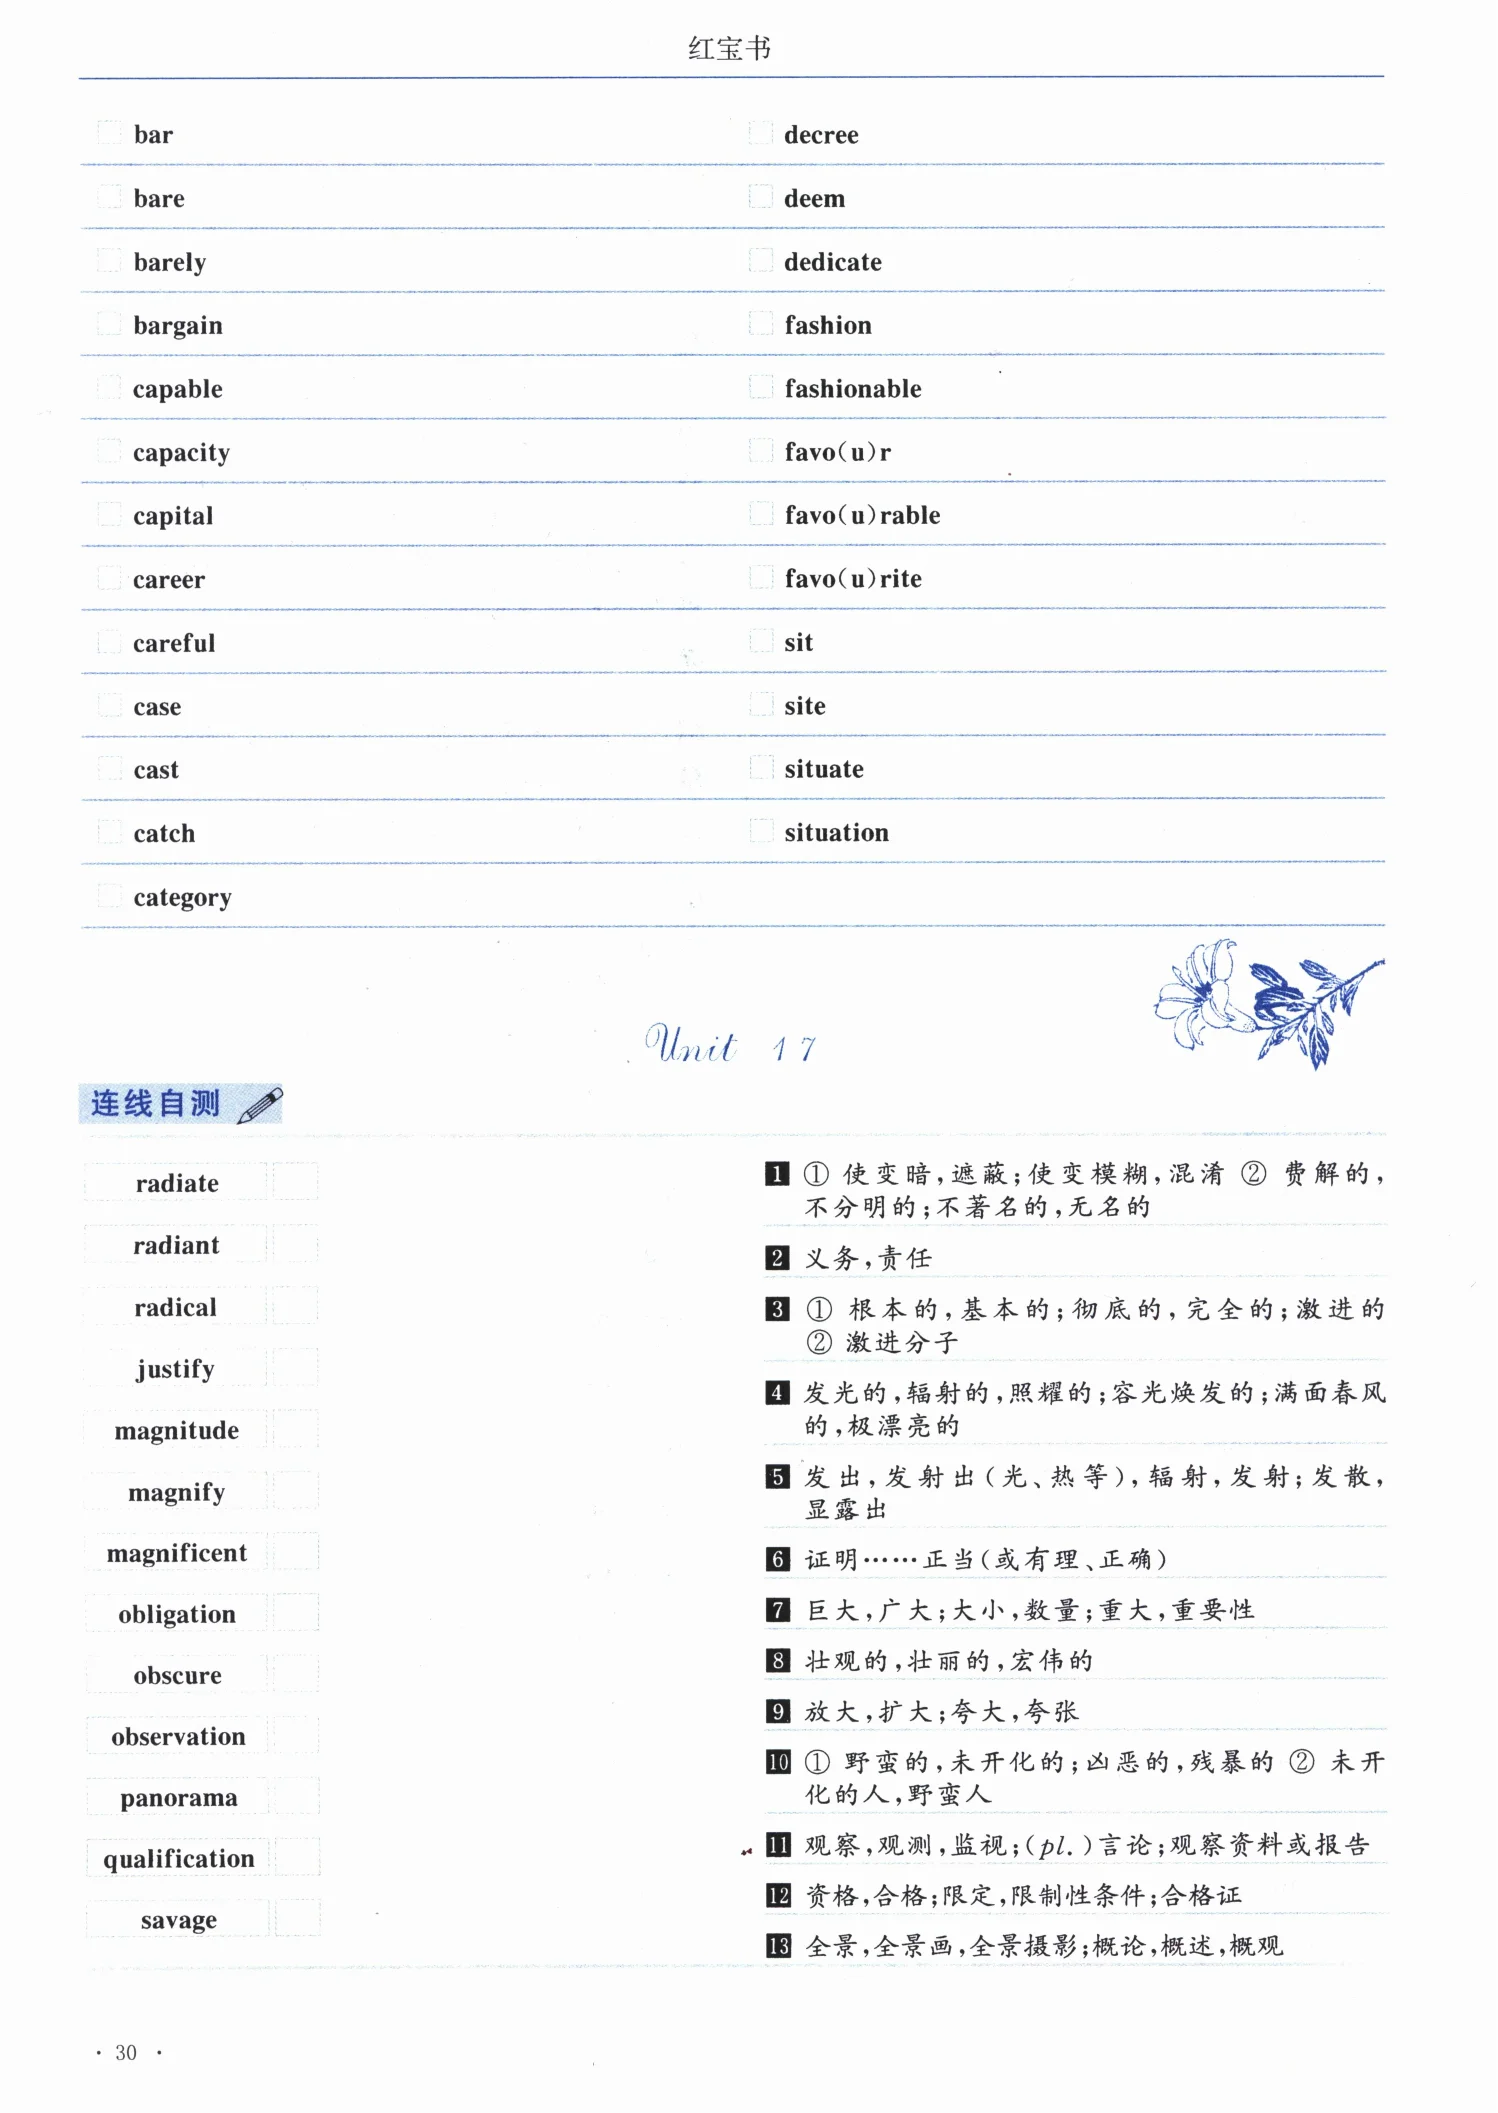 红宝书
bar
bare
barely
bargain
capable
capacity
capital
career
careful
case
cast
catch
category
decree
deem
dedicate
fashion
fashionable
favo(u)r
favo(u)rable
favo(u)rite
sit
site
situate
situation
Unit 17
连线自测
radiate
radiant
radical
justify
magnitude
magnify
magnificent
obligation
obscure
observation
panorama
qualification
savage
1 ① 使变暗,遮蔽;使变模糊,混淆 ② 费解的,
不分明的;不著名的,无名的
2 义务,责任
3 ① 根本的,基本的;彻底的,完全的;激进的
② 激进分子
4 发光的,辐射的,照耀的;容光焕发的;满面春风
的,极漂亮的
5 发出,发射出(光、热等),辐射,发射;发散,
显露出
6 证明……正当(或有理、正确)
7 巨大,广大;大小,数量;重大,重要性
8 壮观的,壮丽的,宏伟的
9 放大,扩大;夸大,夸张
10 ① 野蛮的,未开化的;凶恶的,残暴的 ② 未开
化的人,野蛮人
11 观察,观测,监视;(pl.)言论;观察资料或报告
12 资格,合格;限定,限制性条件;合格证
13 全景,全景画,全景摄影;概论,概述,概观
· 30 ·